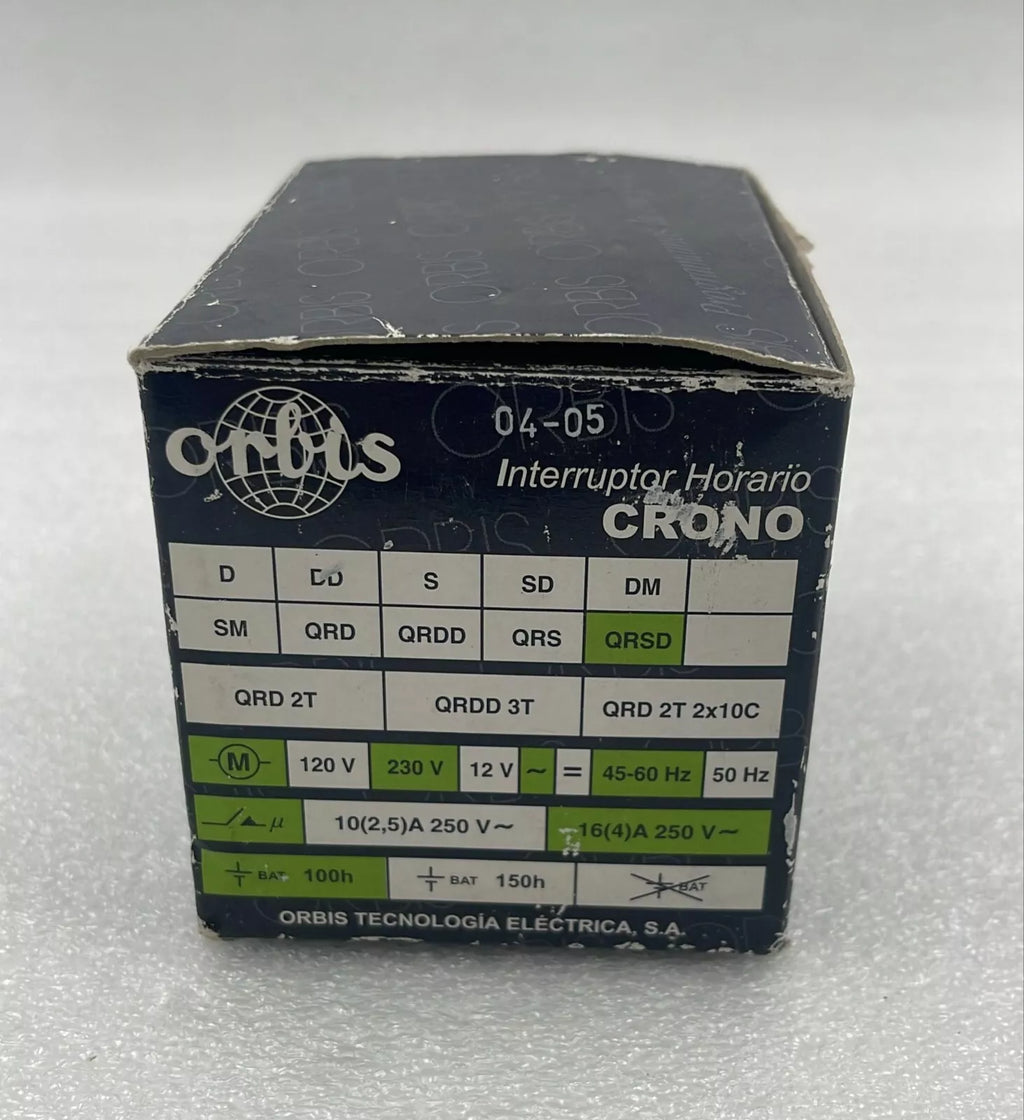 orbis
04-05
Interruptor Horario
CRONO
D DD S SD DM
SM QRD QRDD QRS QRSD
QRD 2T QRDD 3T QRD 2T 2x10C
M 120 V 230 V 12 V ~ = 45-60 Hz 50 Hz
µ 10(2,5)A 250 V~ 16(4)A 250 V~
BAT 100h BAT 150h BAT
ORBIS TECNOLOGÍA ELÉCTRICA, S.A.